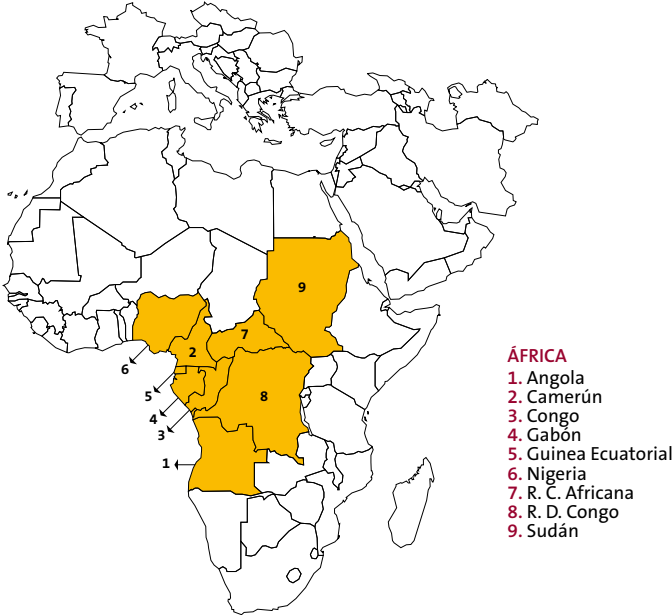 9
7
2
6
8
5
4
3
1
ÁFRICA
1. Angola
2. Camerún
3. Congo
4. Gabón
5. Guinea Ecuatorial
6. Nigeria
7. R. C. Africana
8. R. D. Congo
9. Sudán